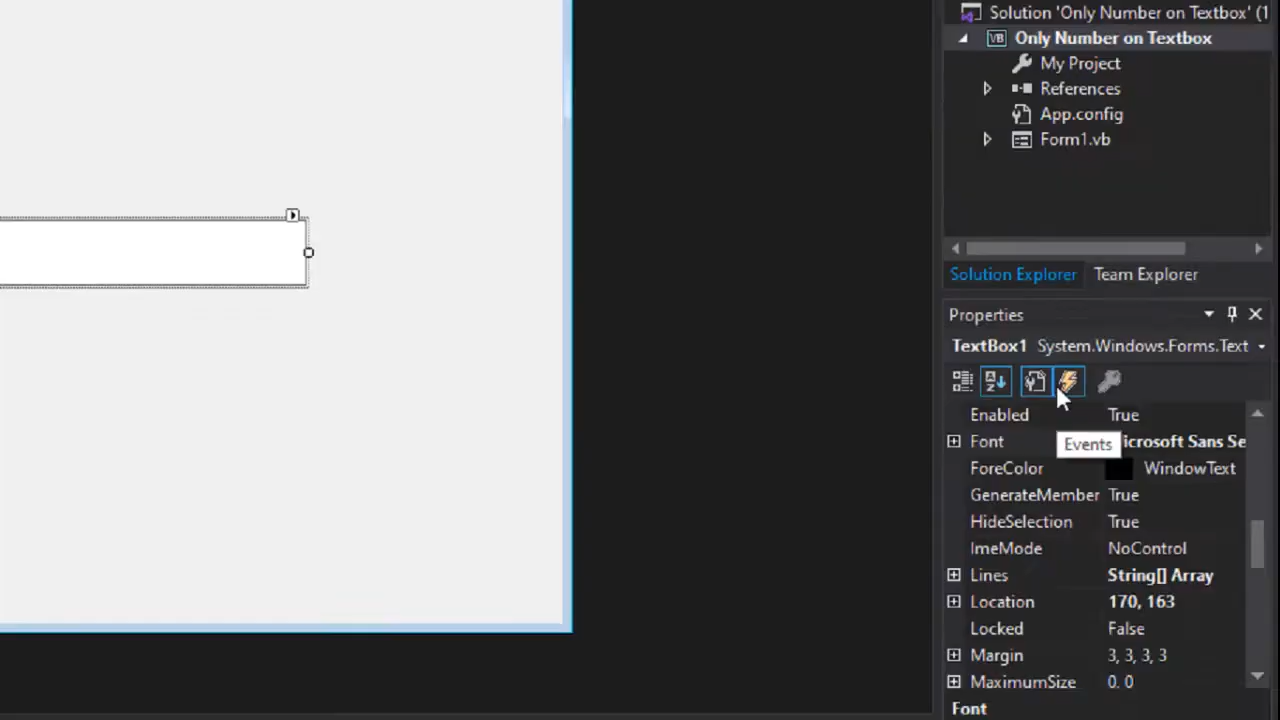 Solution 'Only Number on Textbox' (1
VB Only Number on Textbox
My Project
References
App.config
Form1.vb
Solution Explorer Team Explorer
Properties
TextBox1 System.Windows.Forms.Text
Enabled True
Font icrosoft Sans Se
Events
ForeColor WindowText
GenerateMember True
HideSelection True
ImeMode NoControl
Lines String[] Array
Location 170, 163
Locked False
Margin 3, 3, 3, 3
MaximumSize 0, 0
Font